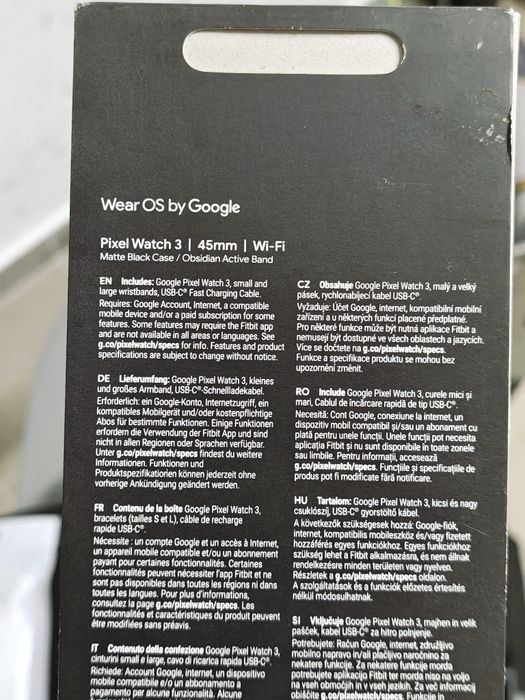 Wear OS by Google
Pixel Watch 3 | 45mm | Wi-Fi
Matte Black Case / Obsidian Active Band
EN Includes: Google Pixel Watch 3, small and
large wristbands, USB-C® Fast Charging Cable.
Requires: Google Account, Internet, a compatible
mobile device and/or a paid subscription for some
features. Some features may require the Fitbit app
and are not available in all areas or languages. See
g.co/pixelwatch/specs for info. Features and product
specifications are subject to change without notice.
DE Lieferumfang: Google Pixel Watch 3, kleines
und großes Armband, USB-C®-Schnellladekabel.
Erforderlich: ein Google-Konto, Internetzugriff, ein
kompatibles Mobilgerät und/oder kostenpflichtige
Abos für bestimmte Funktionen. Einige Funktionen
erfordern die Verwendung der Fitbit App und sind
nicht in allen Regionen oder Sprachen verfügbar.
Unter g.co/pixelwatch/specs findest du weitere
Informationen. Funktionen und
Produktspezifikationen können jederzeit ohne
vorherige Ankündigung geändert werden.
FR Contenu de la boîte Google Pixel Watch 3,
bracelets (tailles S et L), câble de recharge
rapide USB-C®.
Nécessite : un compte Google et un accès à Internet,
un appareil mobile compatible et/ou un abonnement
payant pour certaines fonctionnalités. Certaines
fonctionnalités peuvent nécessiter l'app Fitbit et ne
sont pas disponibles dans toutes les régions ni dans
toutes les langues. Pour plus d'informations,
consultez la page g.co/pixelwatch/specs. Les
fonctionnalités et caractéristiques du produit peuvent
être modifiées sans préavis.
IT Contenuto della confezione Google Pixel Watch 3,
cinturini small e large, cavo di ricarica rapida USB-C®.
Richiede: Account Google, internet, un dispositivo
mobile compatibile e/o un abbonamento a
pagamento per alcune funzionalità. Alcune
CZ Obsahuje Google Pixel Watch 3, malý a velký
pásek, rychlonabíjecí kabel USB-C®.
Vyžaduje: Účet Google, internet, kompatibilní mobilní
zařízení a u některých funkcí placené předplatné.
Pro některé funkce může být nutná aplikace Fitbit a
nemusejí být dostupné ve všech oblastech a jazycích.
Více se dočtete na g.co/pixelwatch/specs.
Funkce a specifikace produktu se mohou bez
upozornění změnit.
RO Include Google Pixel Watch 3, curele mici și
mari, Cablul de încărcare rapidă de tip USB-C®.
Necesită: Cont Google, conexiune la internet, un
dispozitiv mobil compatibil și/sau un abonament cu
plată pentru unele funcții. Unele funcții pot necesita
aplicația Fitbit și nu sunt disponibile în toate zonele
sau limbile. Pentru informații, accesează
g.co/pixelwatch/specs. Funcțiile și specificațiile de
produs pot fi modificate fără notificare.
HU Tartalom: Google Pixel Watch 3, kicsi és nagy
csuklószíj, USB-C® gyorstöltő kábel.
A következők szükségesek hozzá: Google-fiók,
internet, kompatibilis mobileszköz és/vagy fizetett
hozzáférés egyes funkciókhoz. Egyes funkciókhoz
szükség lehet a Fitbit alkalmazásra, és nem állnak
rendelkezésre minden területen vagy nyelven.
Részletek a g.co/pixelwatch/specs oldalon.
A szolgáltatások és a funkciók előzetes értesítés
nélkül módosulhatnak.
SI Vključuje Google Pixel Watch 3, majhen in velik
pašček, kabel USB-C® za hitro polnjenje.
Potrebujete: Račun Google, internet, združljivo
mobilno napravo in/ali plačljivo naročnino za
nekatere funkcije. Za nekatere funkcije morda
potrebujete aplikacijo Fitbit ter morda niso na voljo
na vseh območjih in v vseh jezikih. Za več informacij
obiščite g.co/pixelwatch/specs. Funkcije in